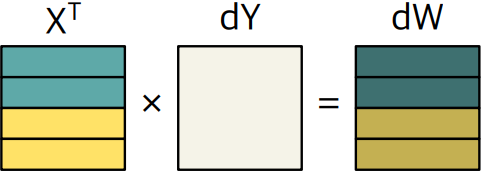 Xᵀ dY dW
× =